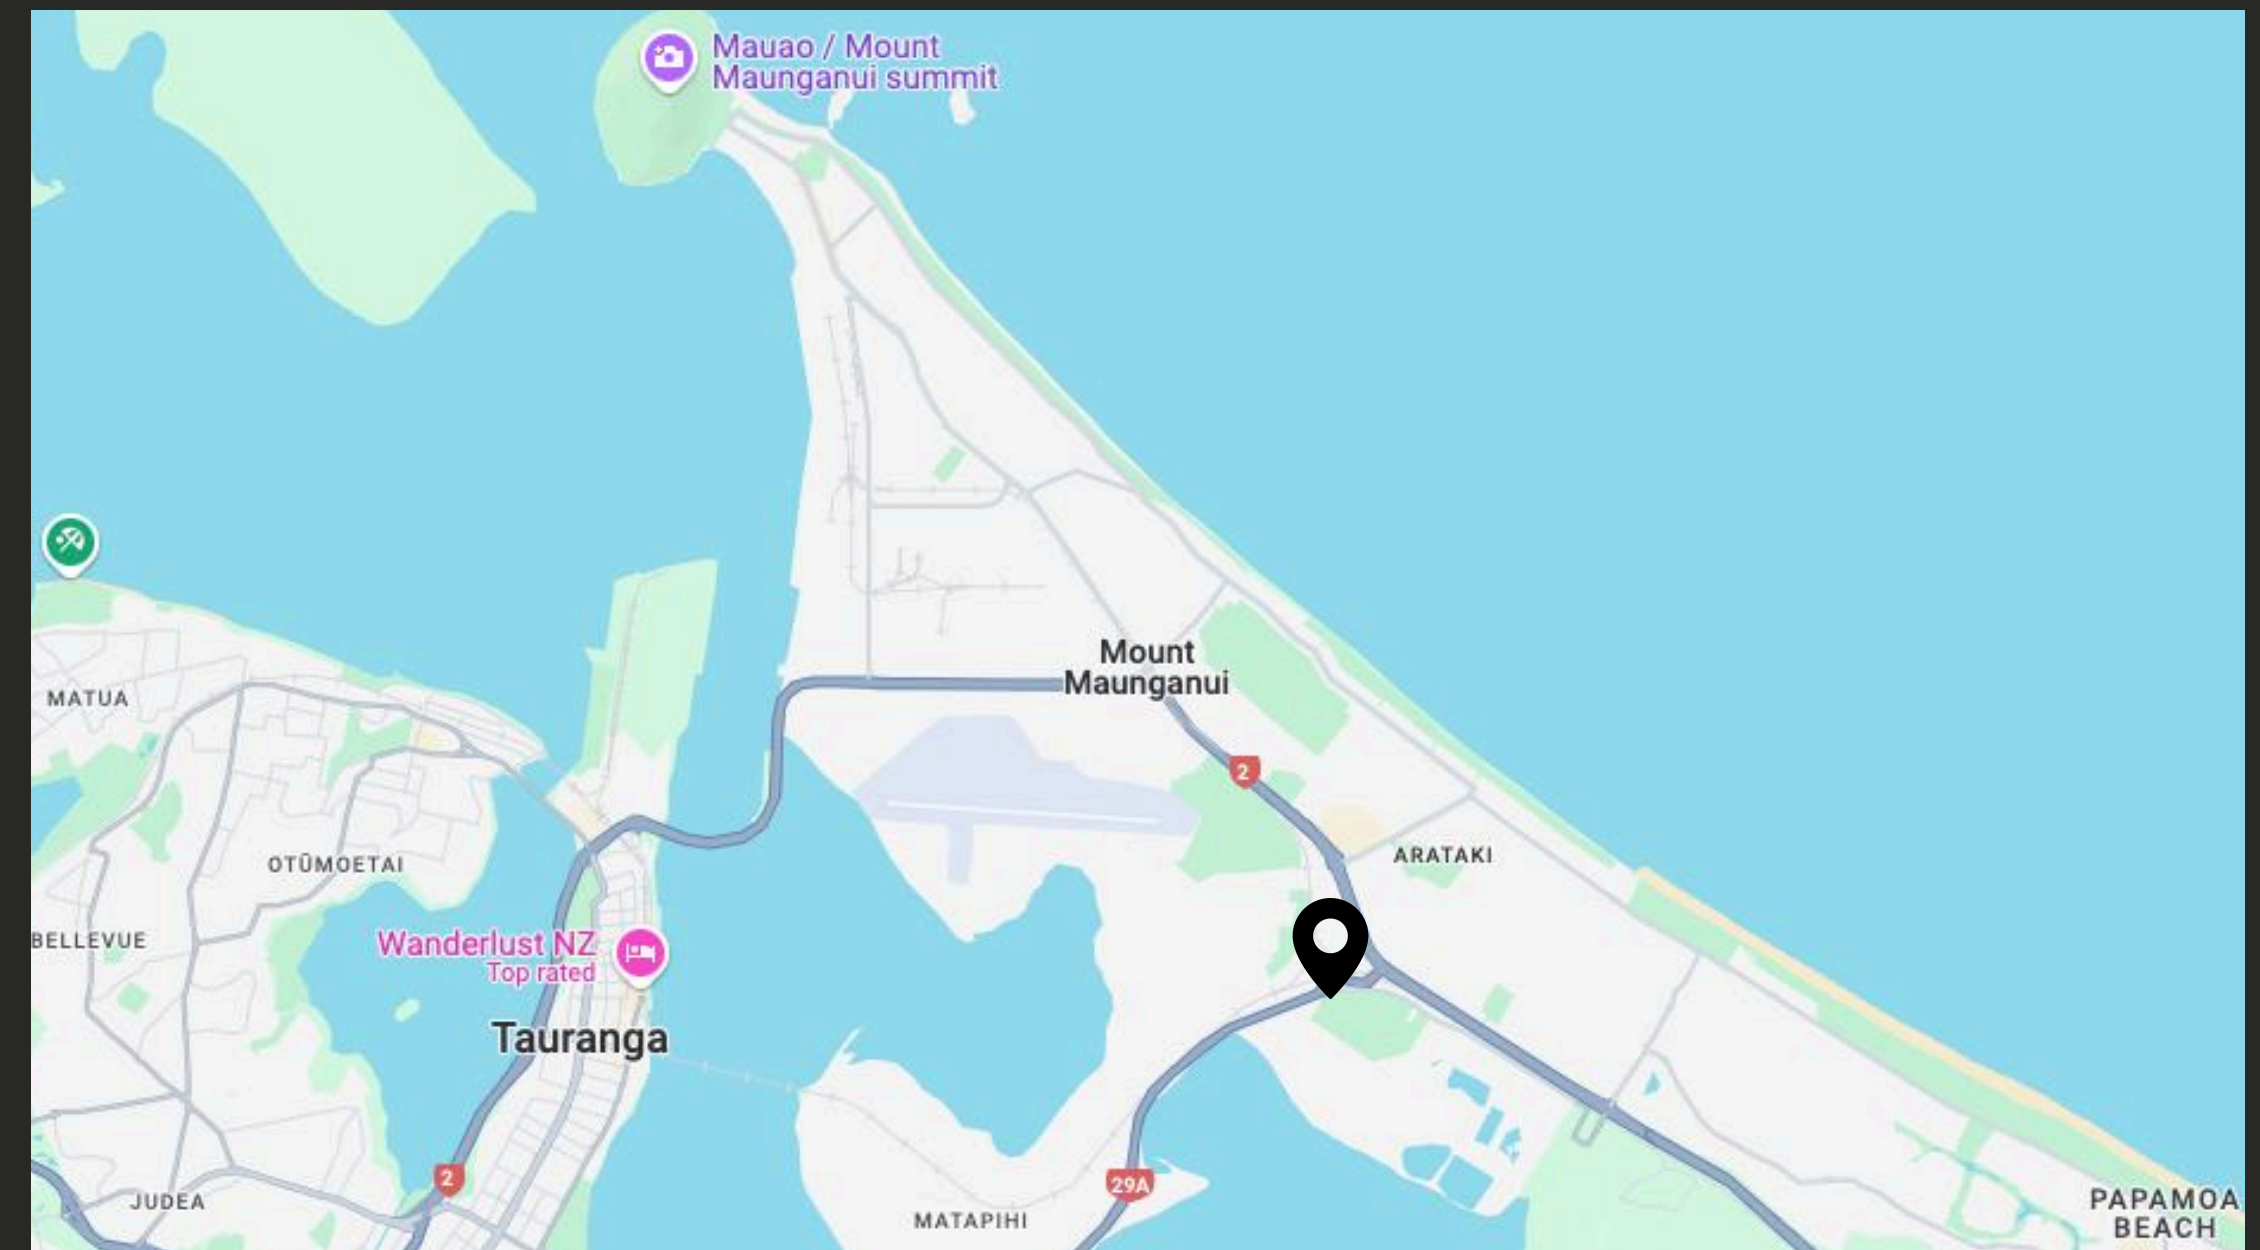 Mauao / Mount
Maunganui summit
Mount
Maunganui
MATUA
2
OTŪMOETAI
ARATAKI
BELLEVUE
Wanderlust NZ
Top rated
Tauranga
2
29A
JUDEA
MATAPIHI
PAPAMOA
BEACH